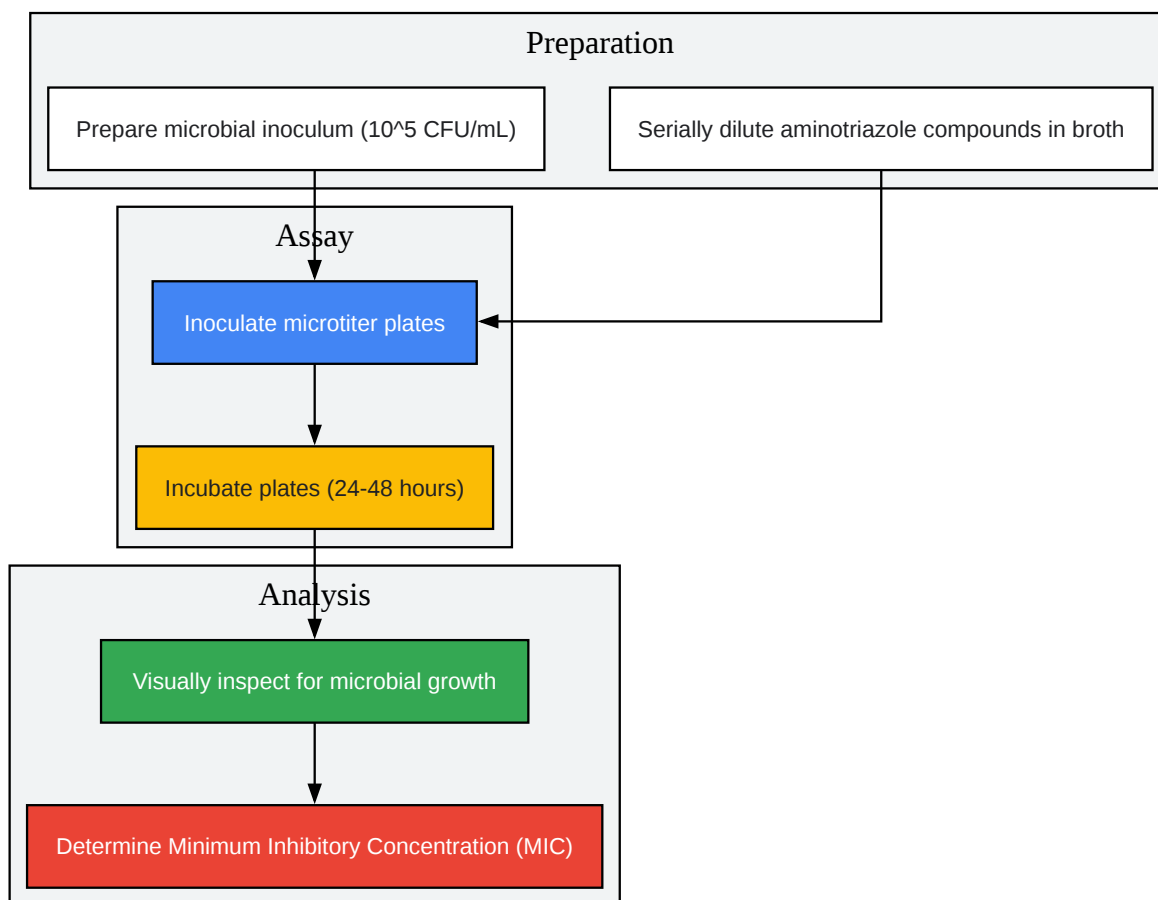 Preparation
Prepare microbial inoculum (10^5 CFU/mL)
Serially dilute aminotriazole compounds in broth
Assay
Inoculate microtiter plates
Incubate plates (24-48 hours)
Analysis
Visually inspect for microbial growth
Determine Minimum Inhibitory Concentration (MIC)